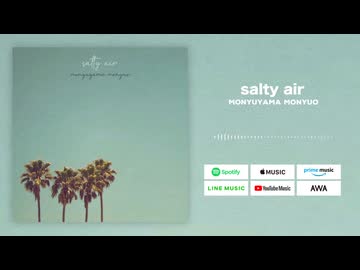 salty air
monyuyama monyuo
salty air
MONYUYAMA MONYUO
Spotify
MUSIC
prime music
LINE MUSIC
YouTube Music
AWA